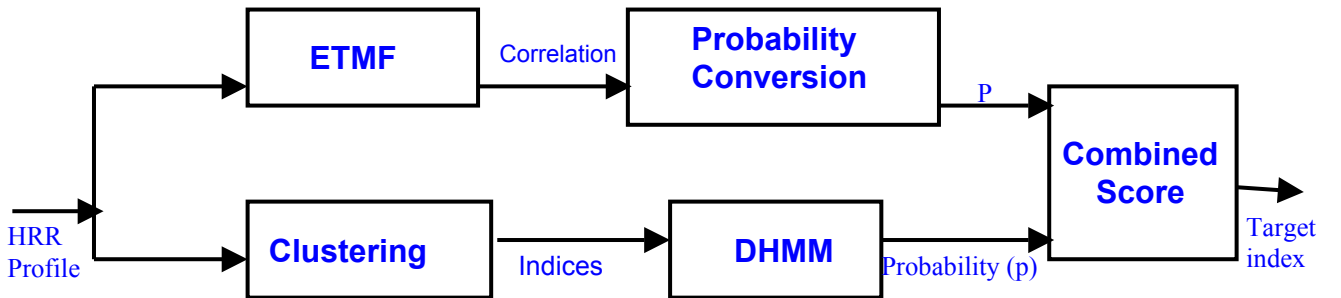 ETMF
Correlation
Probability
Conversion
P
HRR
Profile
Clustering
Indices
DHMM
Probability (p)
Combined
Score
Target
index